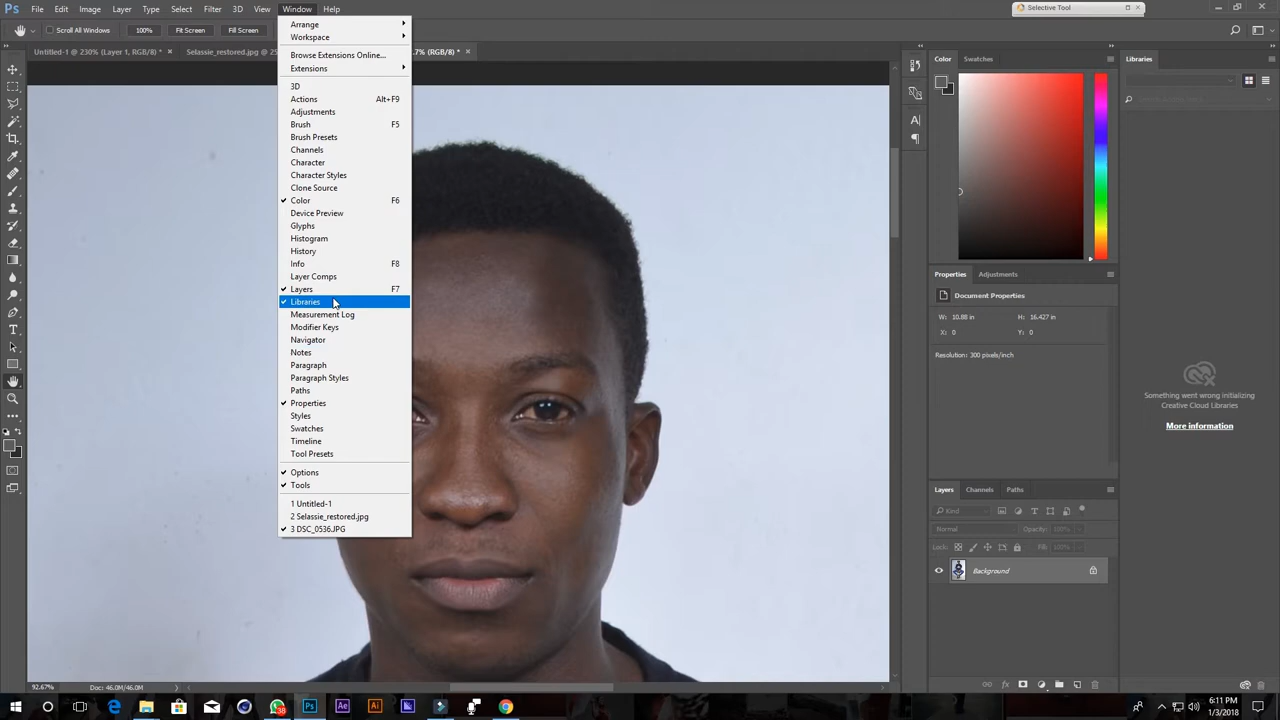 Ps File Edit Image Layer Type Select Filter 3D View Window Help
Selective Tool
Scroll All Windows 100% Fit Screen Fill Screen
Untitled-1 @ 230% (Layer 1, RGB/8) *
Selassie_restored.jpg @ 25
7% (RGB/8) *
Arrange
Workspace
Browse Extensions Online...
Extensions
3D
Actions Alt+F9
Adjustments
Brush F5
Brush Presets
Channels
Character
Character Styles
Clone Source
Color F6
Device Preview
Glyphs
Histogram
History
Info F8
Layer Comps
Layers F7
Libraries
Measurement Log
Modifier Keys
Navigator
Notes
Paragraph
Paragraph Styles
Paths
Properties
Styles
Swatches
Timeline
Tool Presets
Options
Tools
1 Untitled-1
2 Selassie_restored.jpg
3 DSC_0536.JPG
Color Swatches
Properties Adjustments
Document Properties
W: 10.88 in H: 16.427 in
X: 0 Y: 0
Resolution: 300 pixels/inch
Layers Channels Paths
Kind
Normal Opacity: 100%
Lock: Fill: 100%
Background
Libraries
Something went wrong initializing
Creative Cloud Libraries
More information
92.67% Doc: 46.0M/46.0M
38 Ps Ae Ai
6:11 PM
1/3/2018